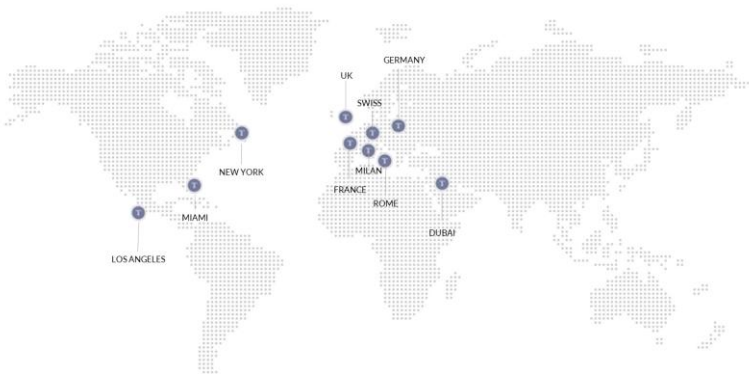 GERMANY
UK
SWISS
T
T
T
T
T
T
NEW YORK
MILAN
T
T
FRANCE
T
ROME
T
MIAMI
DUBAI
LOS ANGELES